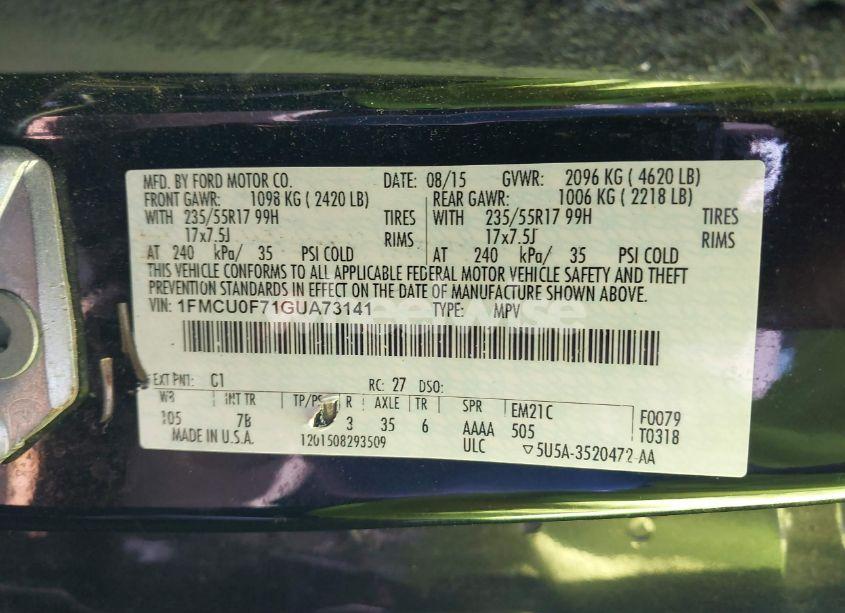 MFD. BY FORD MOTOR CO. DATE: 08/15 GVWR: 2096 KG ( 4620 LB)
FRONT GAWR: 1098 KG ( 2420 LB) REAR GAWR: 1006 KG ( 2218 LB)
WITH 235/55R17 99H TIRES WITH 235/55R17 99H TIRES
17x7.5J RIMS 17x7.5J RIMS
AT 240 kPa/ 35 PSI COLD AT 240 kPa/ 35 PSI COLD
THIS VEHICLE CONFORMS TO ALL APPLICABLE FEDERAL MOTOR VEHICLE SAFETY AND THEFT
PREVENTION STANDARDS IN EFFECT ON THE DATE OF MANUFACTURE SHOWN ABOVE.
VIN: 1FMCU0F71GUA73141 TYPE: MPV
EXT PNT: G1 RC: 27 DSO:
WB INT TR TP/PS R AXLE TR SPR EM21C F0079
105 7B 3 35 6 AAAA 505 T0318
MADE IN U.S.A. 1201508293509 ULC ▽5U5A-3520472-AA